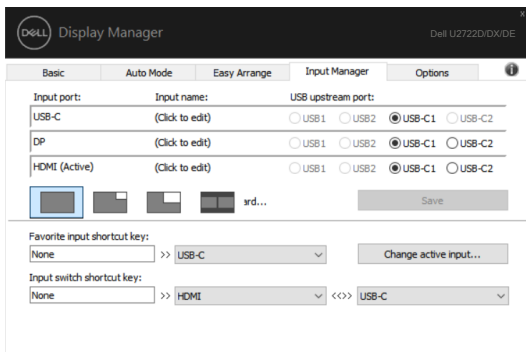 x
DELL Display Manager
Dell U2722D/DX/DE
Basic Auto Mode Easy Arrange Input Manager Options
Input port: Input name: USB upstream port:
USB-C (Click to edit) USB1 USB2 USB-C1 USB-C2
DP (Click to edit) USB1 USB2 USB-C1 USB-C2
HDMI (Active) (Click to edit) USB1 USB2 USB-C1 USB-C2
ard... Save
Favorite input shortcut key:
None >> USB-C Change active input...
Input switch shortcut key:
None >> HDMI <<>> USB-C